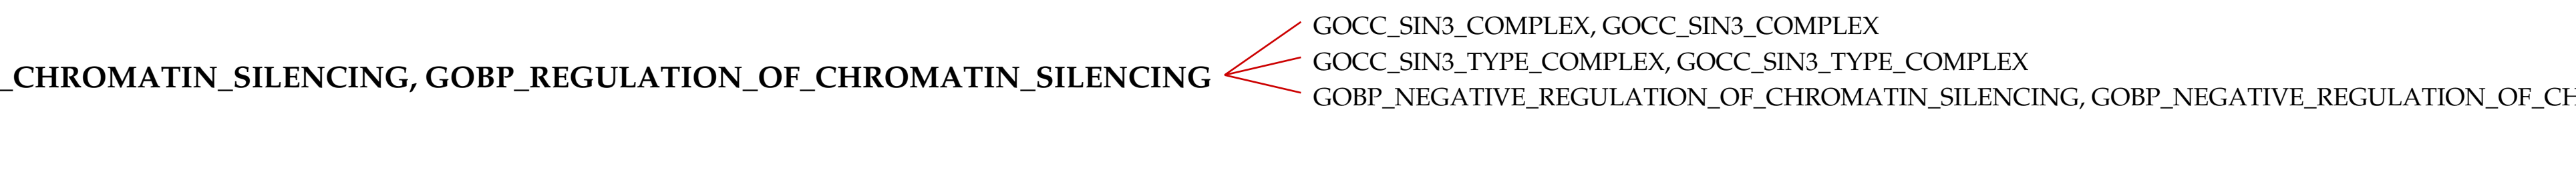 GOCC_SIN3_COMPLEX, GOCC_SIN3_COMPLEX
GOCC_SIN3_TYPE_COMPLEX, GOCC_SIN3_TYPE_COMPLEX
_CHROMATIN_SILENCING, GOBP_REGULATION_OF_CHROMATIN_SILENCING
GOBP_NEGATIVE_REGULATION_OF_CHROMATIN_SILENCING, GOBP_NEGATIVE_REGULATION_OF_CH